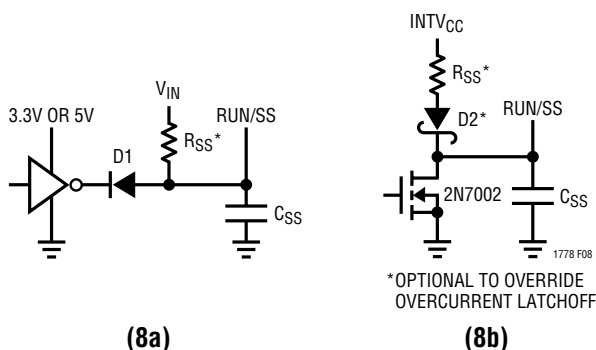 3.3V OR 5V
D1
V_IN
R_SS*
RUN/SS
C_SS
(8a)
INTV_CC
R_SS*
D2*
RUN/SS
2N7002
C_SS
1778 F08
*OPTIONAL TO OVERRIDE
OVERCURRENT LATCHOFF
(8b)